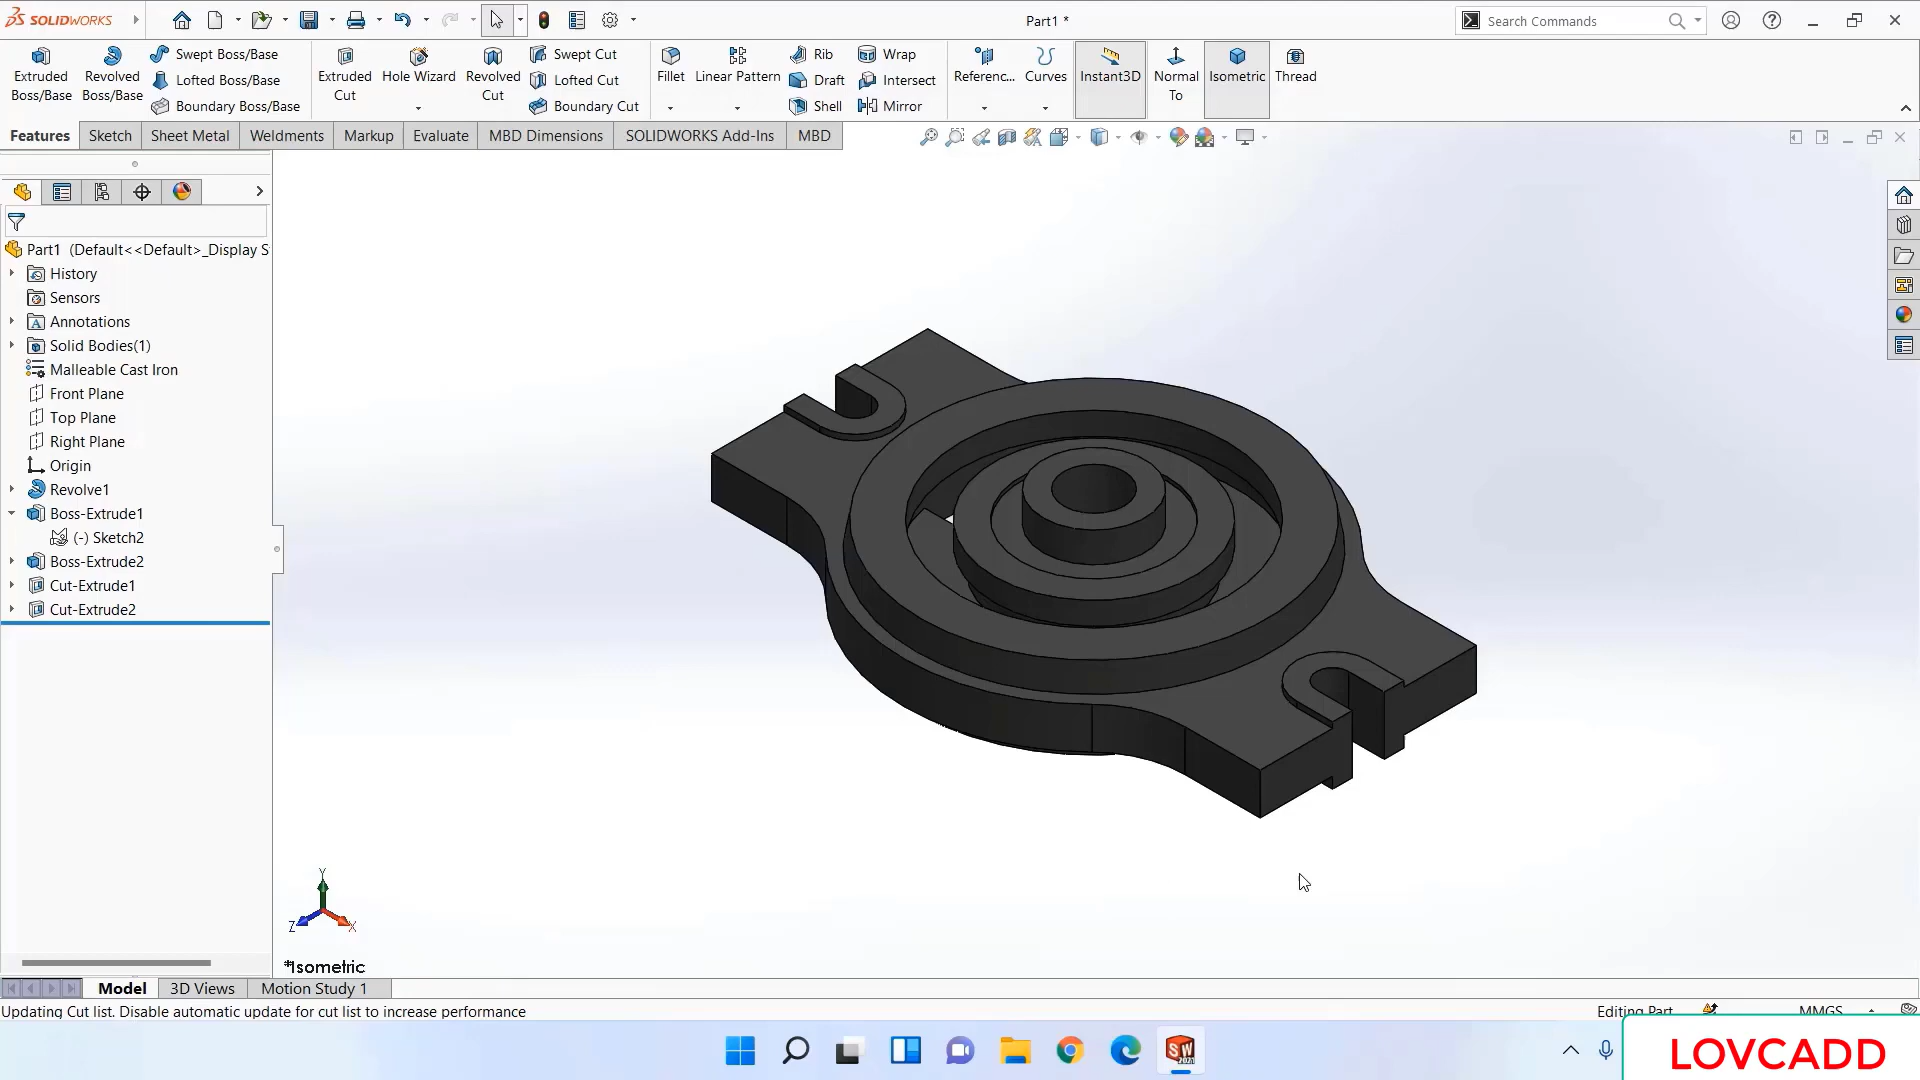 SOLIDWORKS
Part1 *
Search Commands
Extruded Boss/Base
Revolved Boss/Base
Swept Boss/Base
Lofted Boss/Base
Boundary Boss/Base
Extruded Cut
Hole Wizard
Revolved Cut
Swept Cut
Lofted Cut
Boundary Cut
Fillet
Linear Pattern
Rib
Draft
Shell
Wrap
Intersect
Mirror
Referenc...
Curves
Instant3D
Normal To
Isometric
Thread
Features
Sketch
Sheet Metal
Weldments
Markup
Evaluate
MBD Dimensions
SOLIDWORKS Add-Ins
MBD
Part1 (Default<<Default>_Display S
History
Sensors
Annotations
Solid Bodies(1)
Malleable Cast Iron
Front Plane
Top Plane
Right Plane
Origin
Revolve1
Boss-Extrude1
(-) Sketch2
Boss-Extrude2
Cut-Extrude1
Cut-Extrude2
Y
Z
X
*Isometric
Model
3D Views
Motion Study 1
Updating Cut list. Disable automatic update for cut list to increase performance
Editing Part
MMGS
LOVCADD